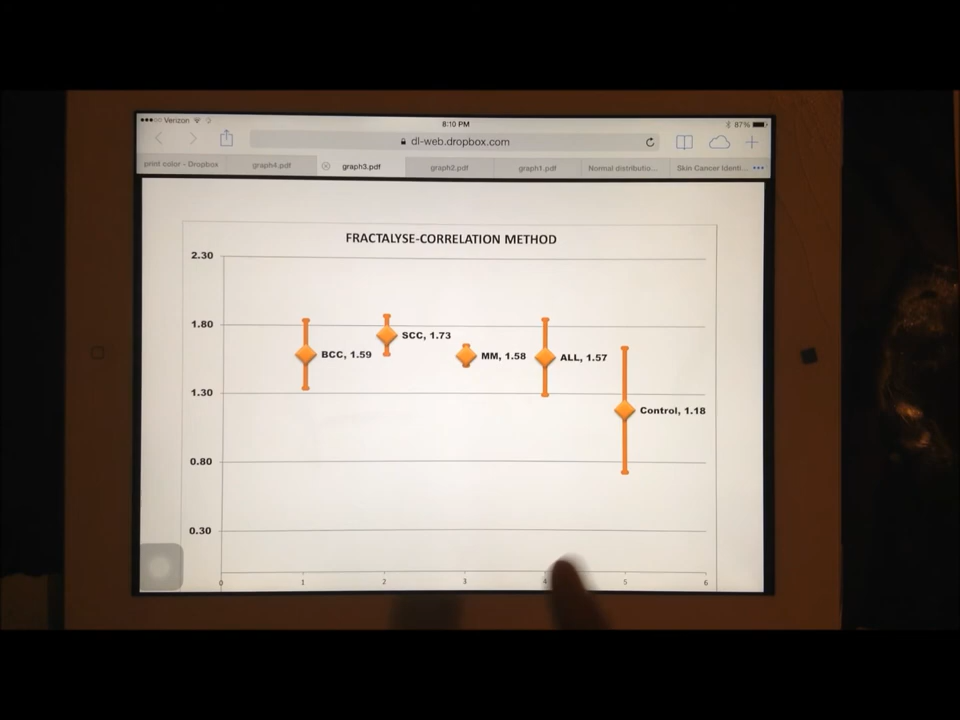 Verizon
8:10 PM
87%
dl-web.dropbox.com
print color - Dropbox
graph4.pdf
graph3.pdf
graph2.pdf
graph1.pdf
Normal distributio...
Skin Cancer Identi...
FRACTALYSE-CORRELATION METHOD
2.30
1.80
1.30
0.80
0.30
BCC, 1.59
SCC, 1.73
MM, 1.58
ALL, 1.57
Control, 1.18
0 1 2 3 4 5 6